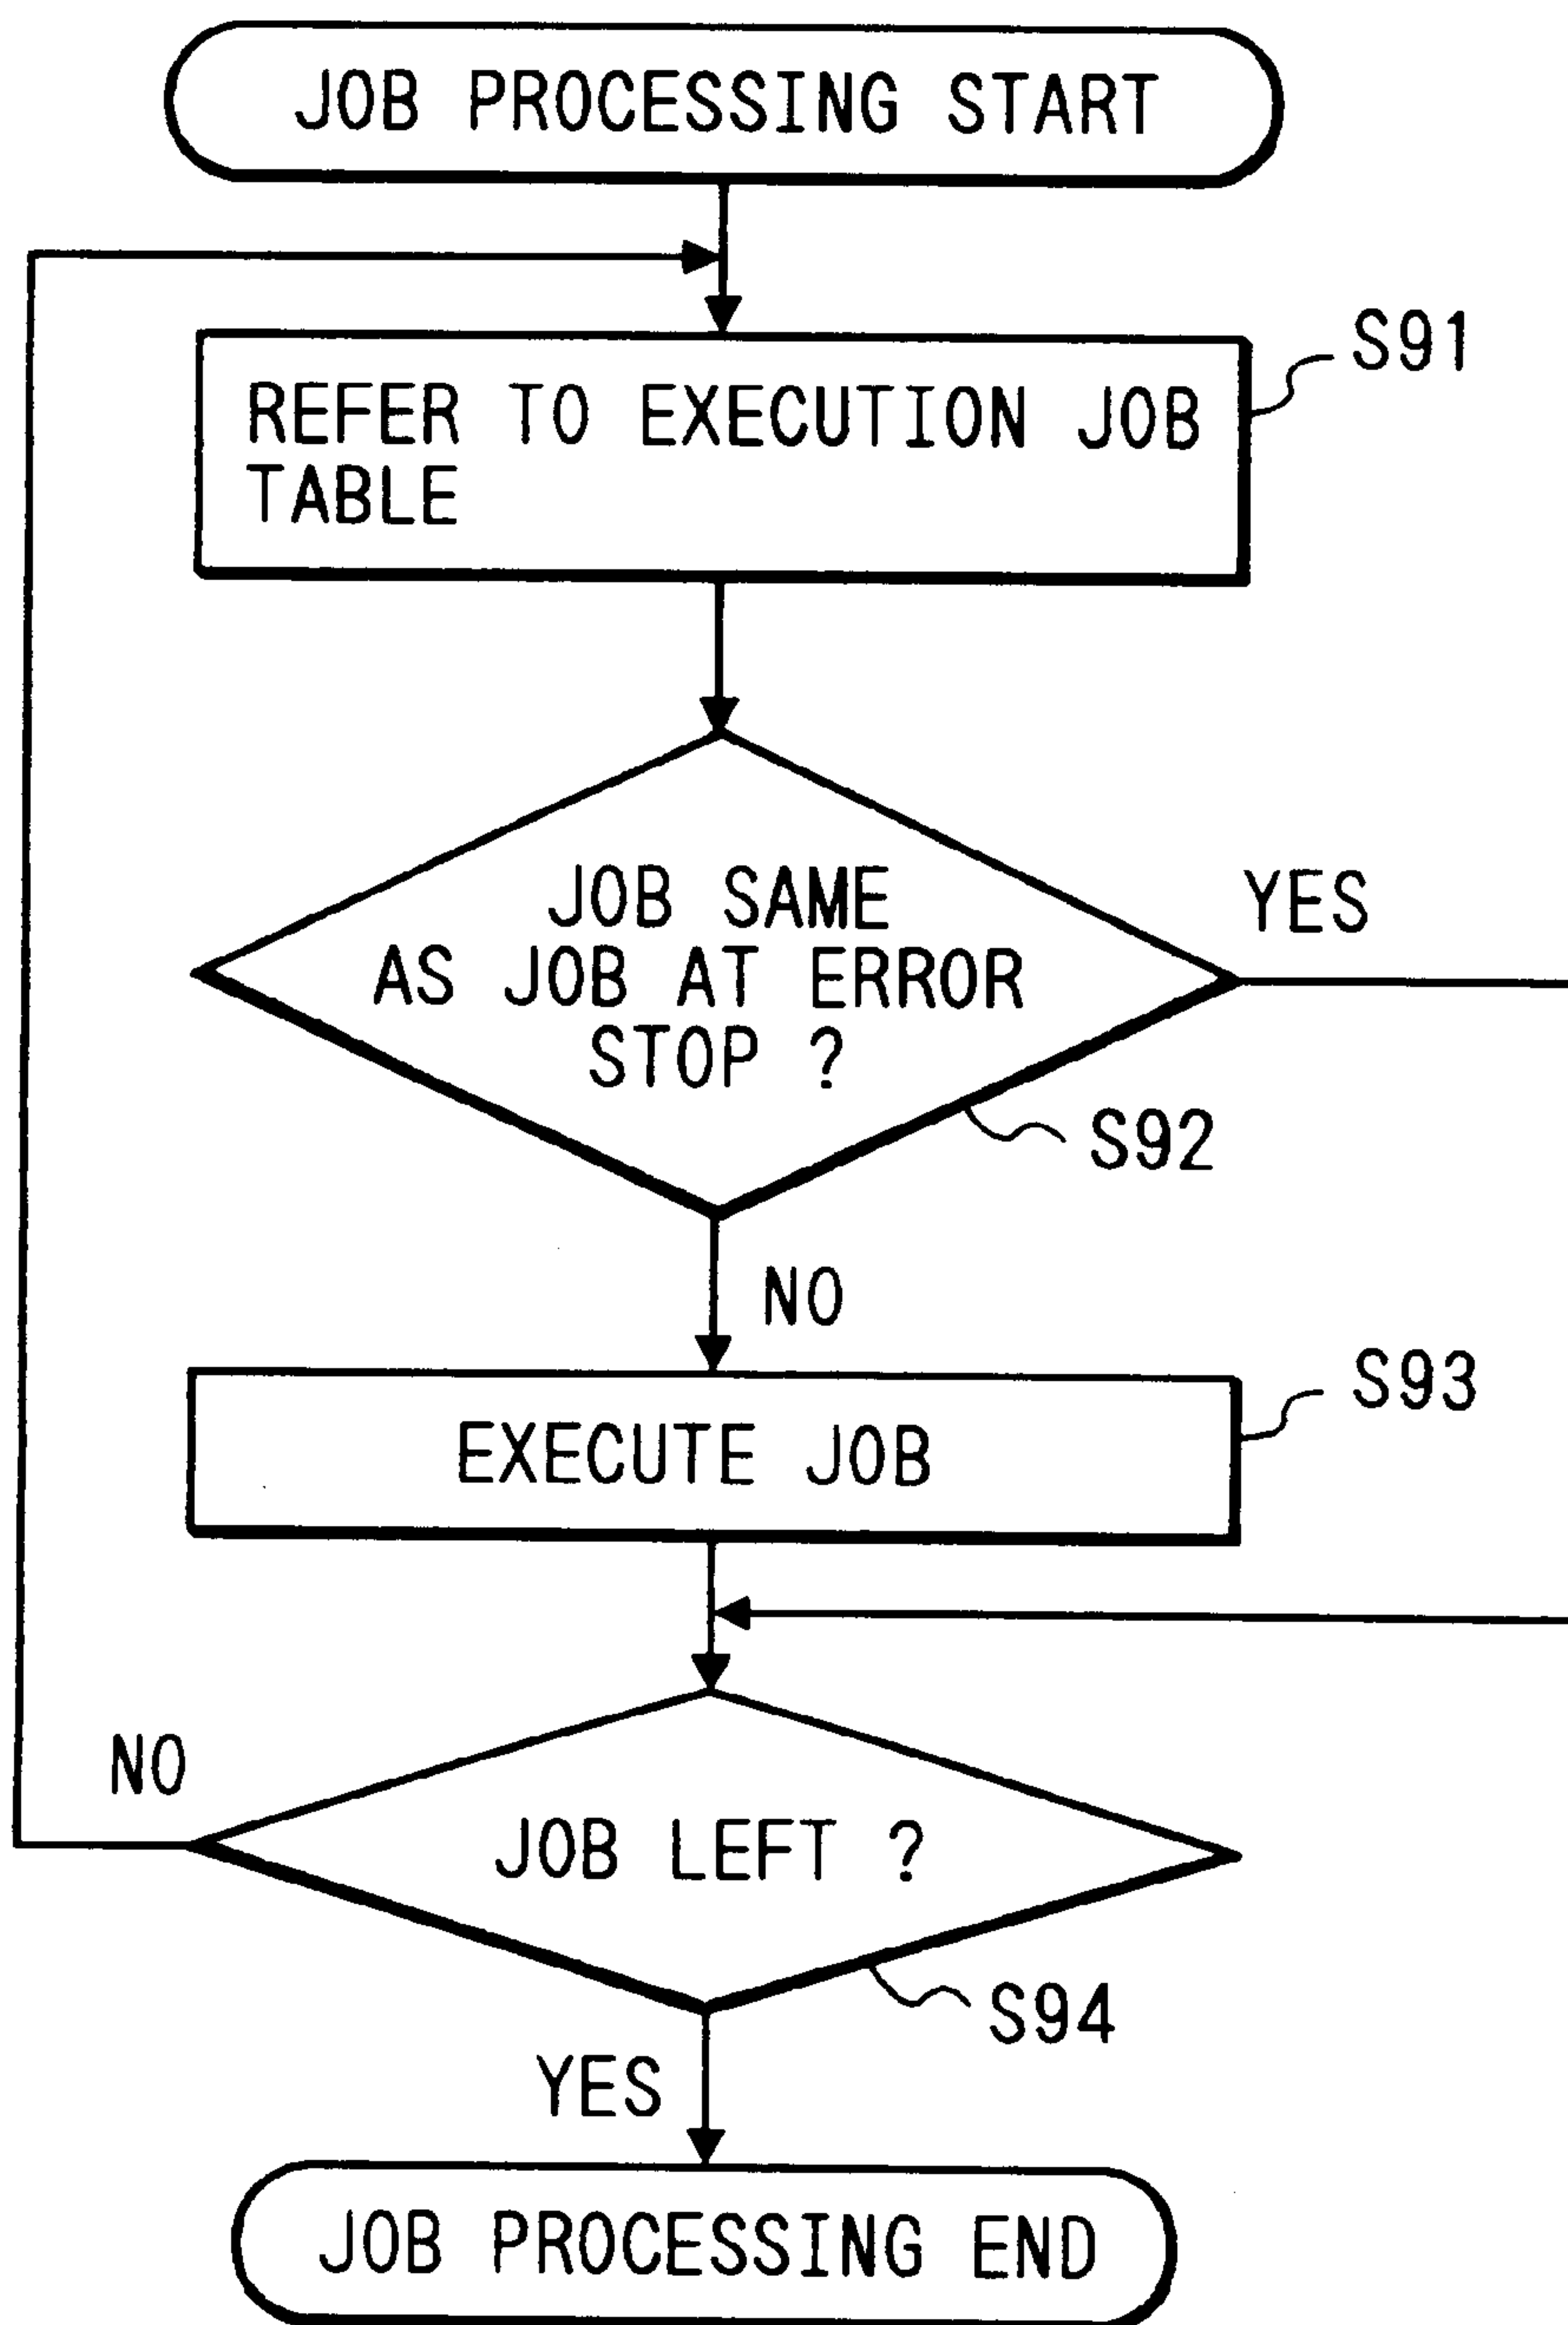 JOB PROCESSING START
S91
REFER TO EXECUTION JOB
TABLE
JOB SAME
AS JOB AT ERROR
STOP ?
YES
S92
NO
S93
EXECUTE JOB
NO
JOB LEFT ?
S94
YES
JOB PROCESSING END